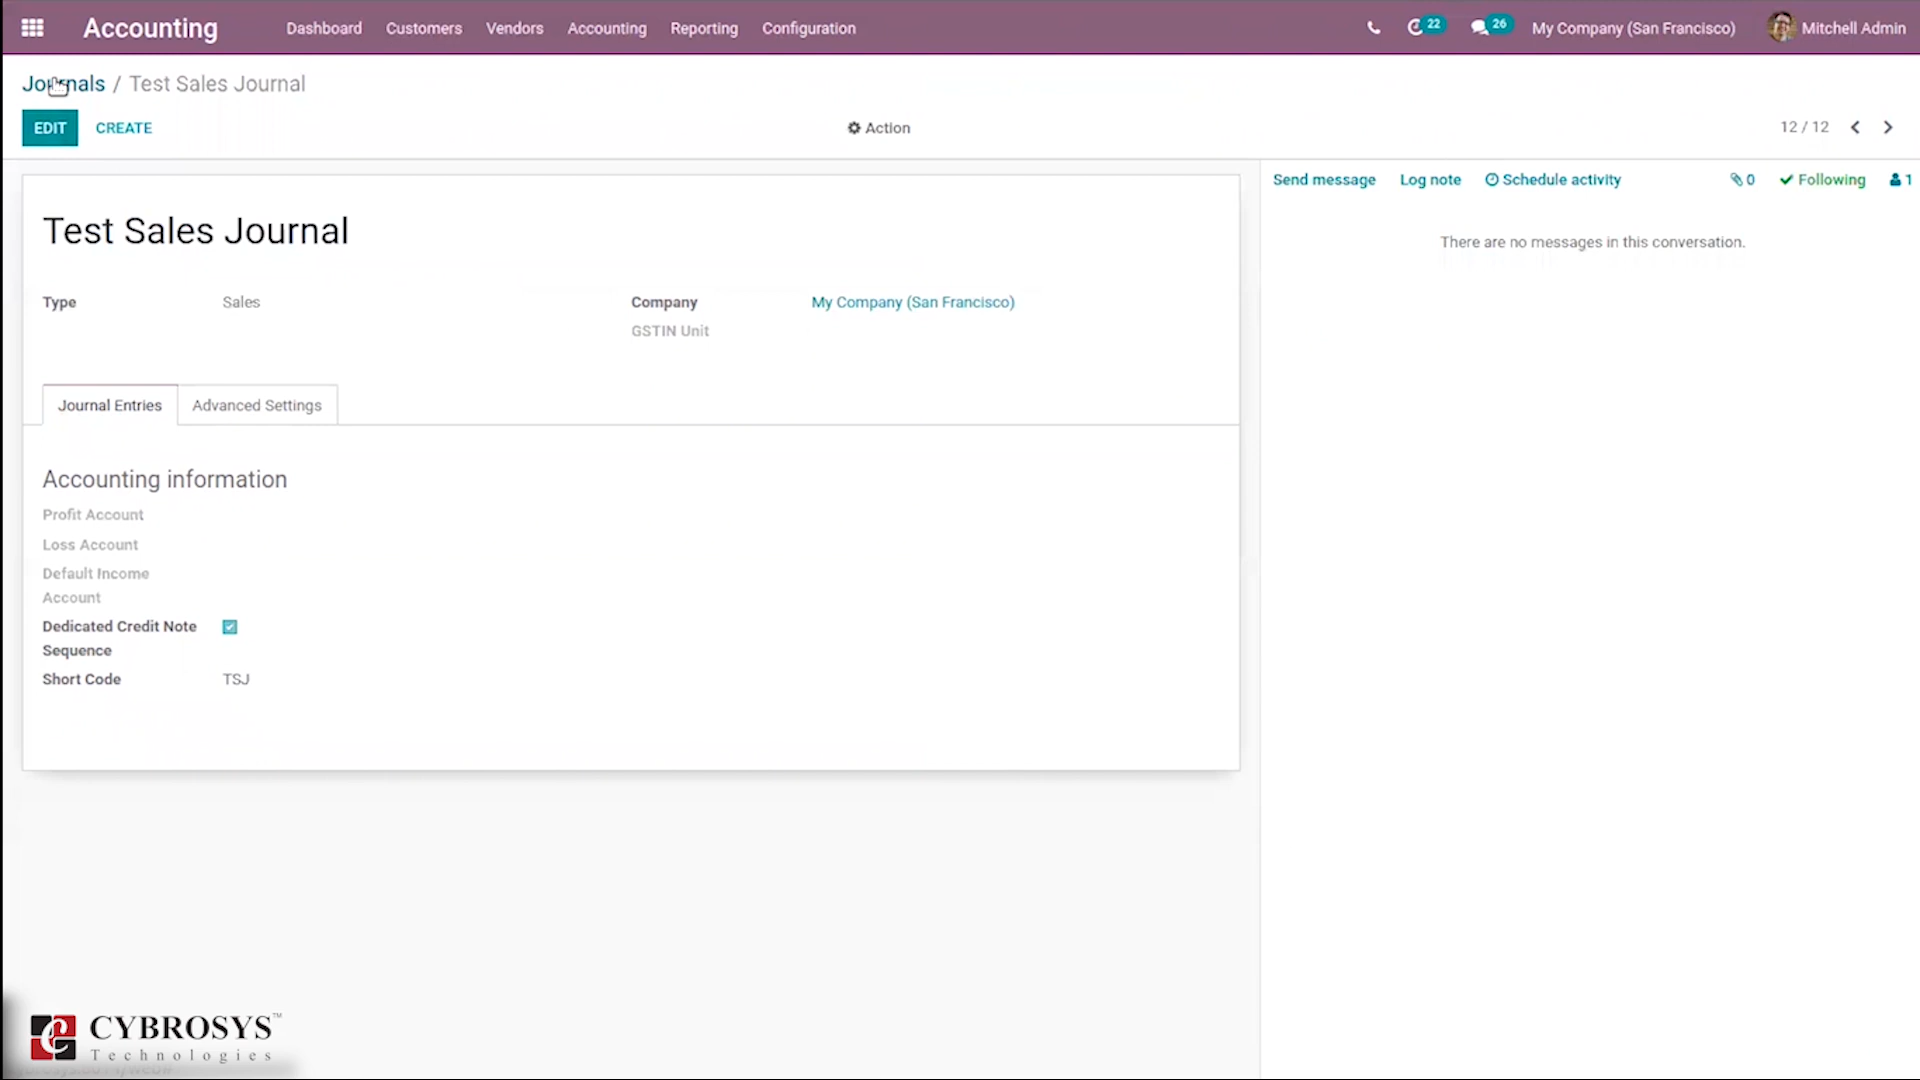 Accounting Dashboard Customers Vendors Accounting Reporting Configuration 22 26 My Company (San Francisco) Mitchell Admin
Journals / Test Sales Journal
EDIT CREATE Action 12 / 12
Send message Log note Schedule activity 0 Following 1
There are no messages in this conversation.
Test Sales Journal
Type Sales Company My Company (San Francisco)
GSTIN Unit
Journal Entries Advanced Settings
Accounting information
Profit Account
Loss Account
Default Income
Account
Dedicated Credit Note
Sequence
Short Code TSJ
CYBROSYS™
Technologies